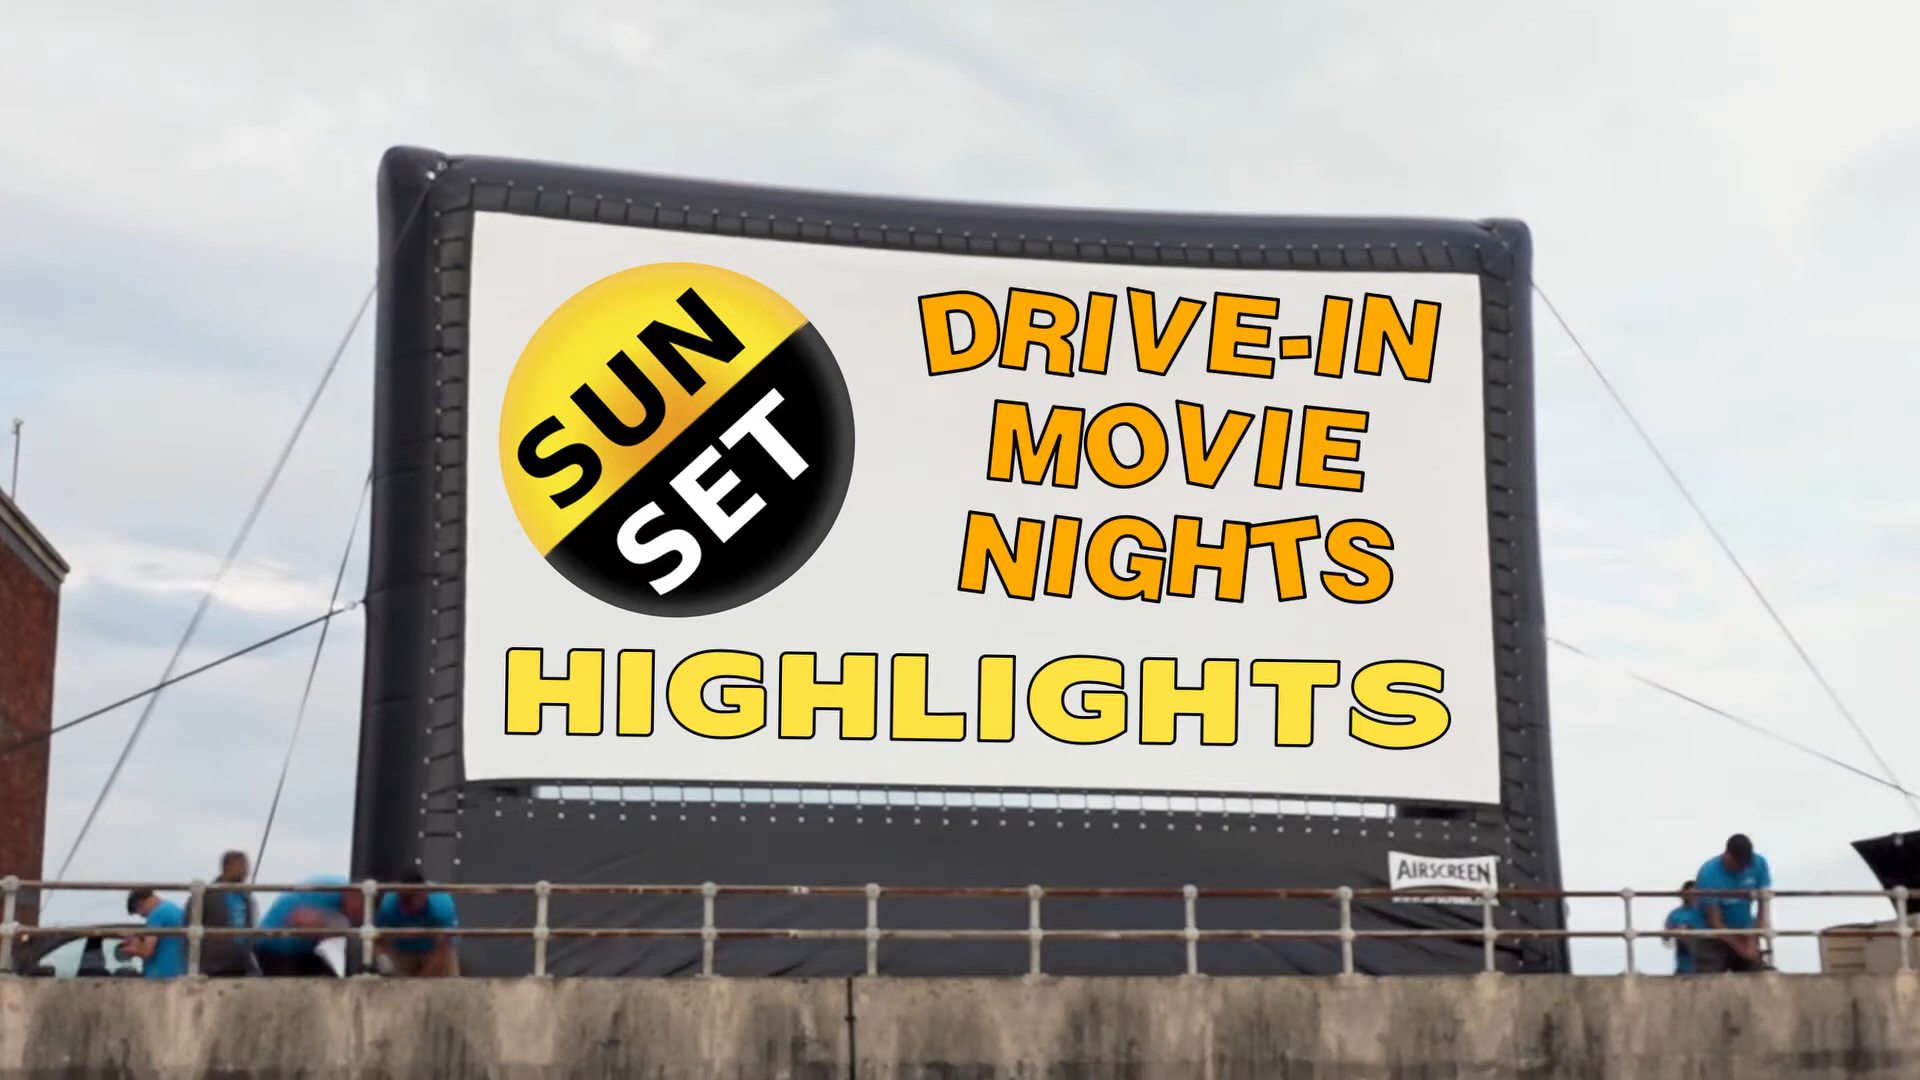 SUN
SET
DRIVE-IN
MOVIE
NIGHTS
HIGHLIGHTS
AIRSCREEN